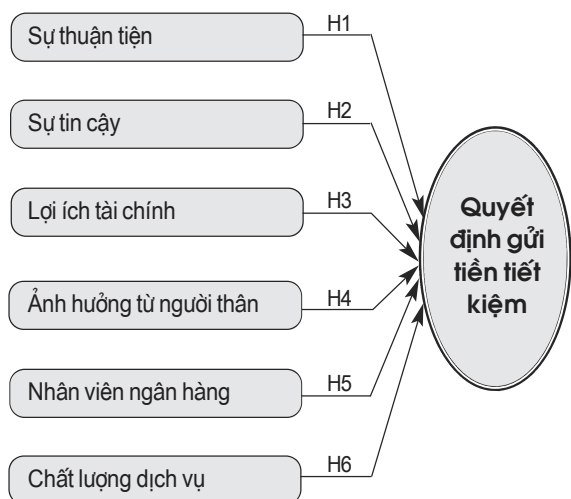 Sự thuận tiện
H1
Sự tin cậy
H2
Lợi ích tài chính
H3
Ảnh hưởng từ người thân
H4
Nhân viên ngân hàng
H5
Chất lượng dịch vụ
H6
Quyết
định gửi
tiền tiết
kiệm